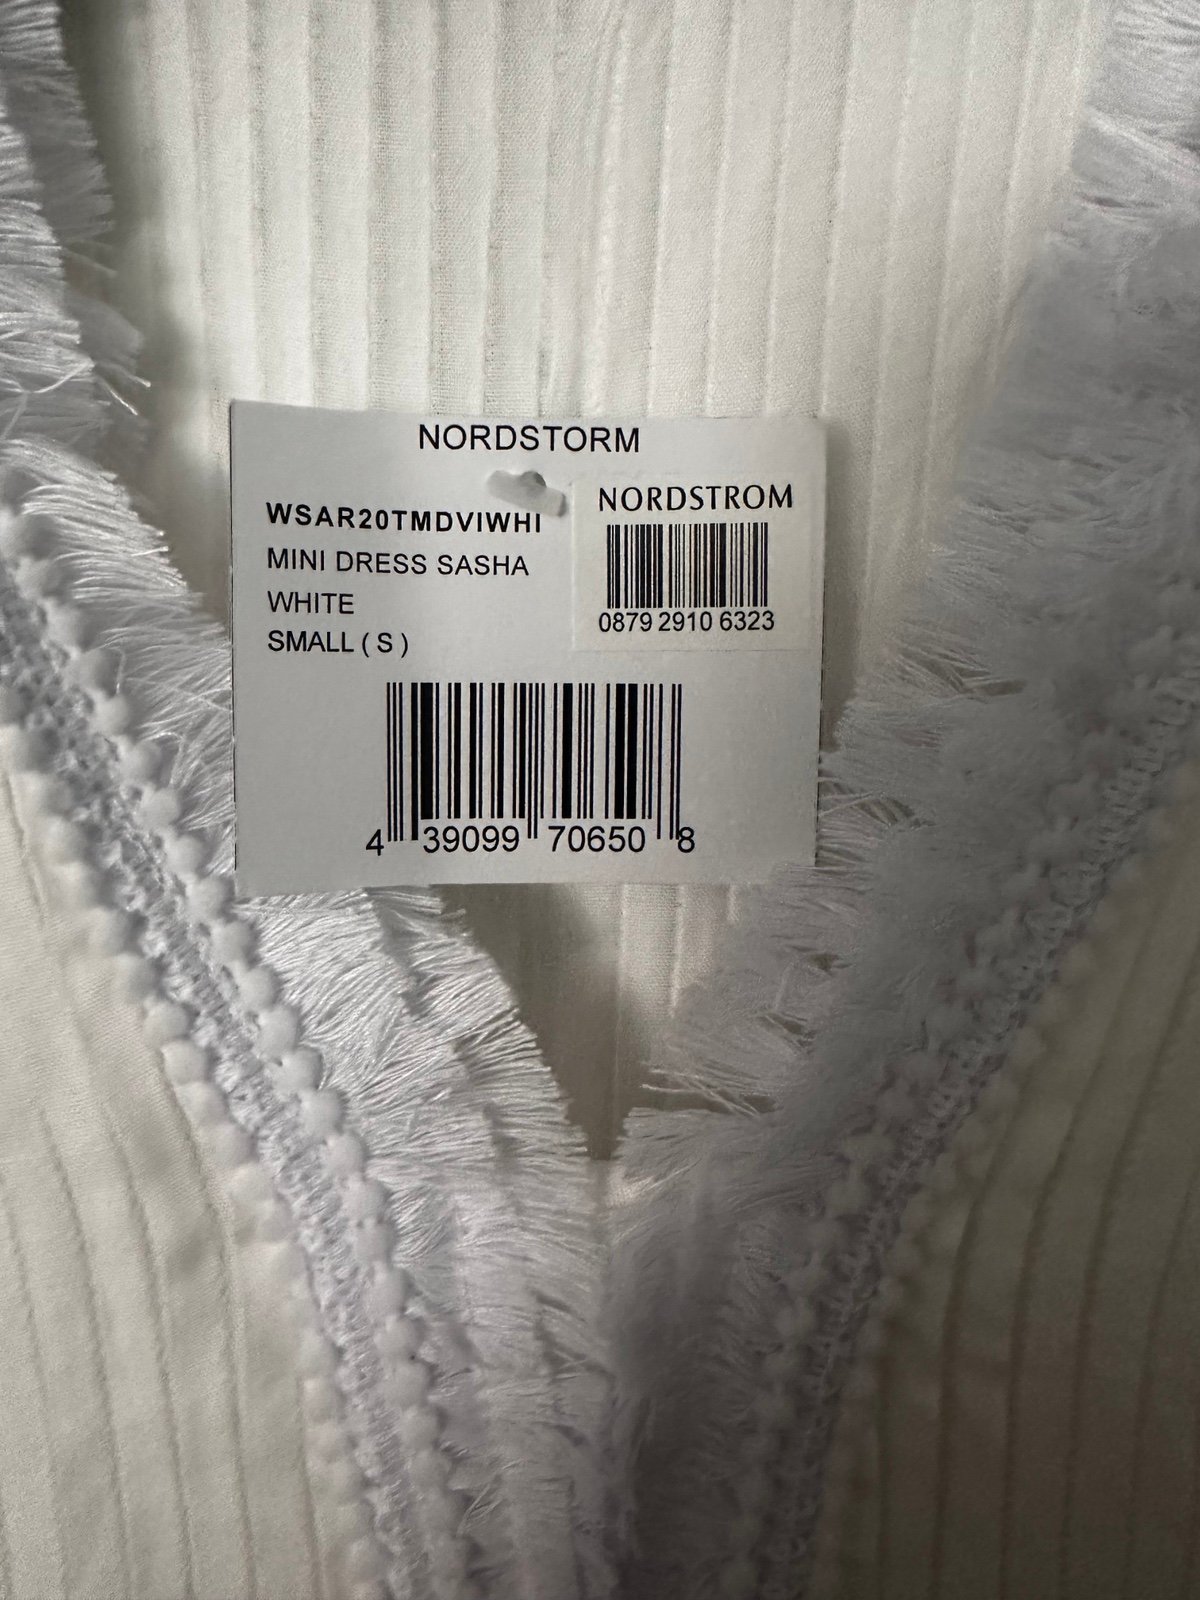 NORDSTORM
WSAR20TMDVIWHI
MINI DRESS SASHA
WHITE
SMALL ( S )
NORDSTROM
0879 2910 6323
4 39099 70650 8